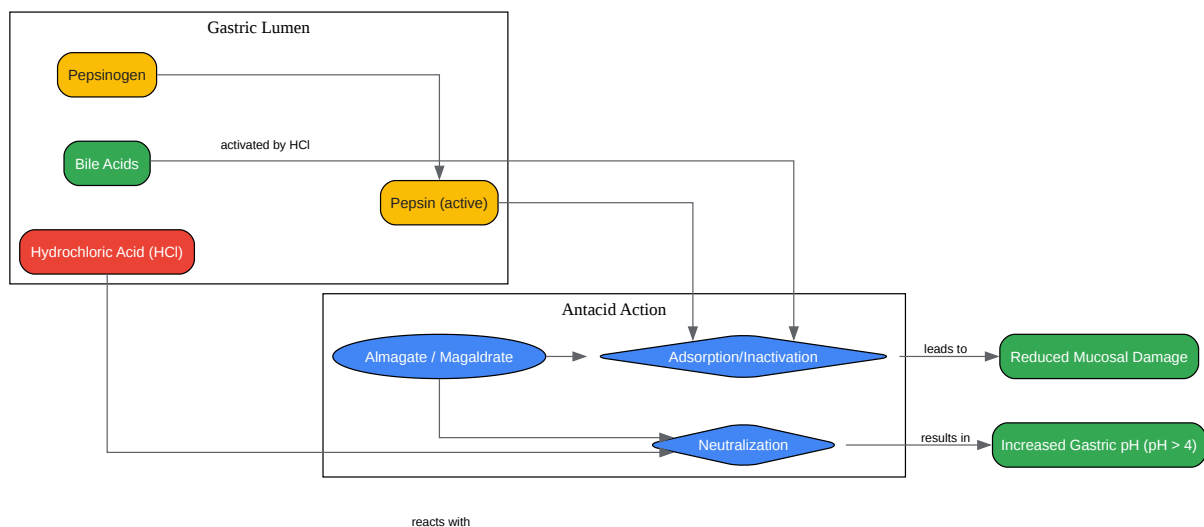 Gastric Lumen
Pepsinogen
activated by HCl
Bile Acids
Pepsin (active)
Hydrochloric Acid (HCl)
Antacid Action
Almagate / Magaldrate
Adsorption/Inactivation
leads to
Reduced Mucosal Damage
Neutralization
results in
Increased Gastric pH (pH > 4)
reacts with